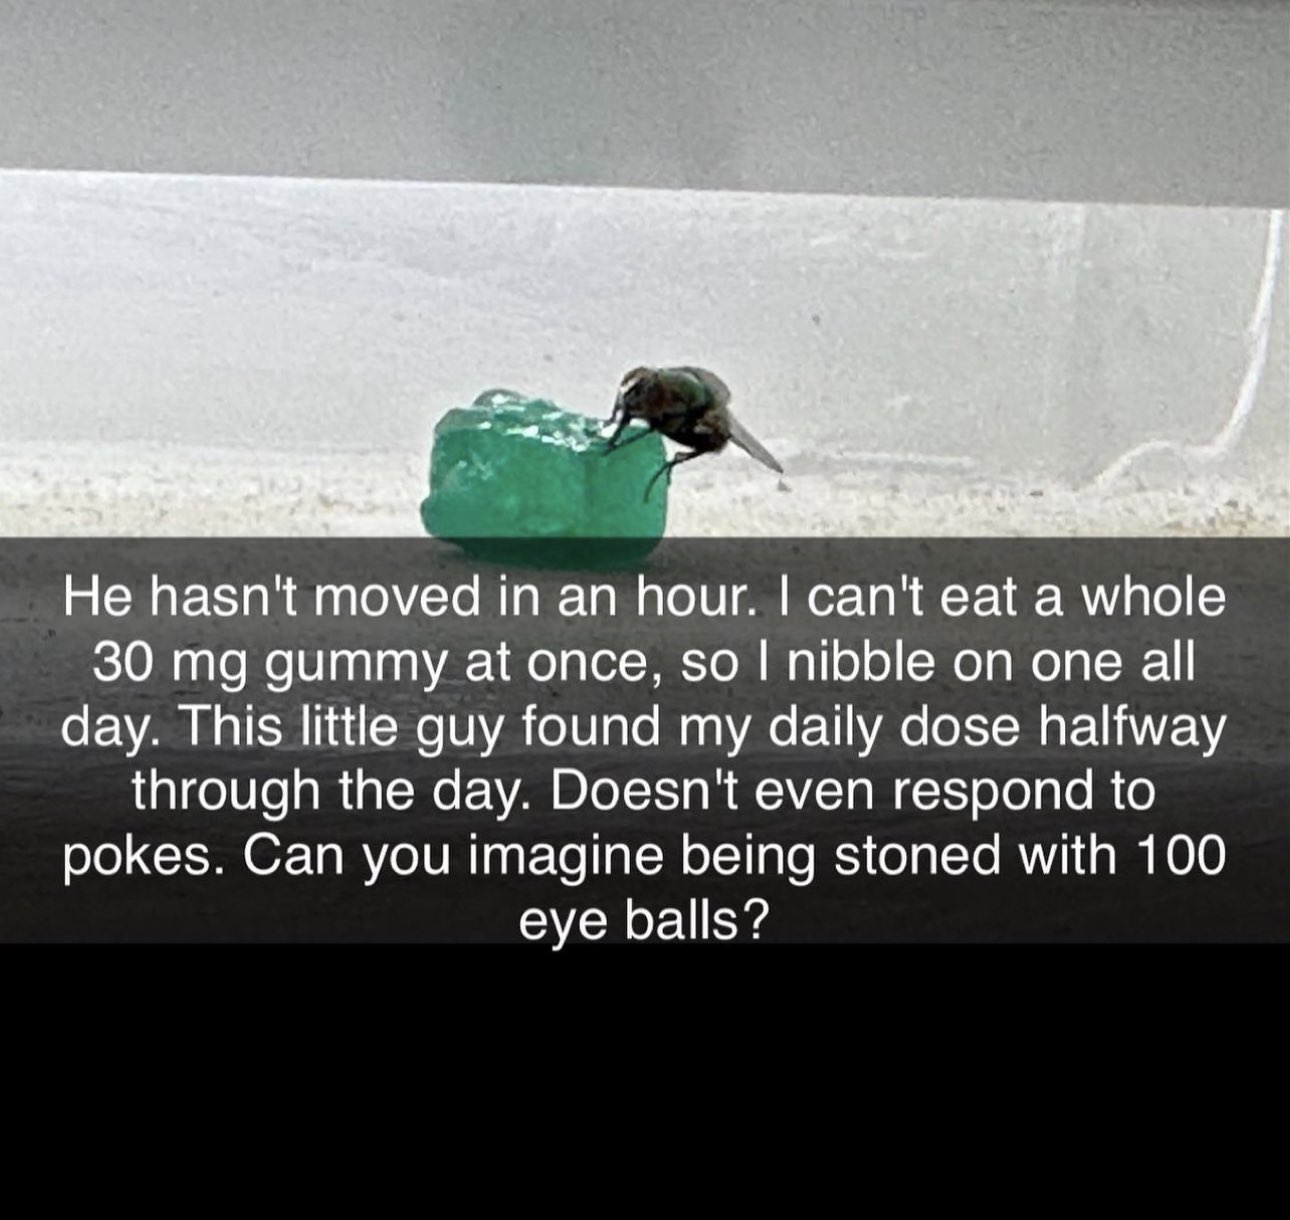 He hasn't moved in an hour. I can't eat a whole
30 mg gummy at once, so I nibble on one all
day. This little guy found my daily dose halfway
through the day. Doesn't even respond to
pokes. Can you imagine being stoned with 100
eye balls?